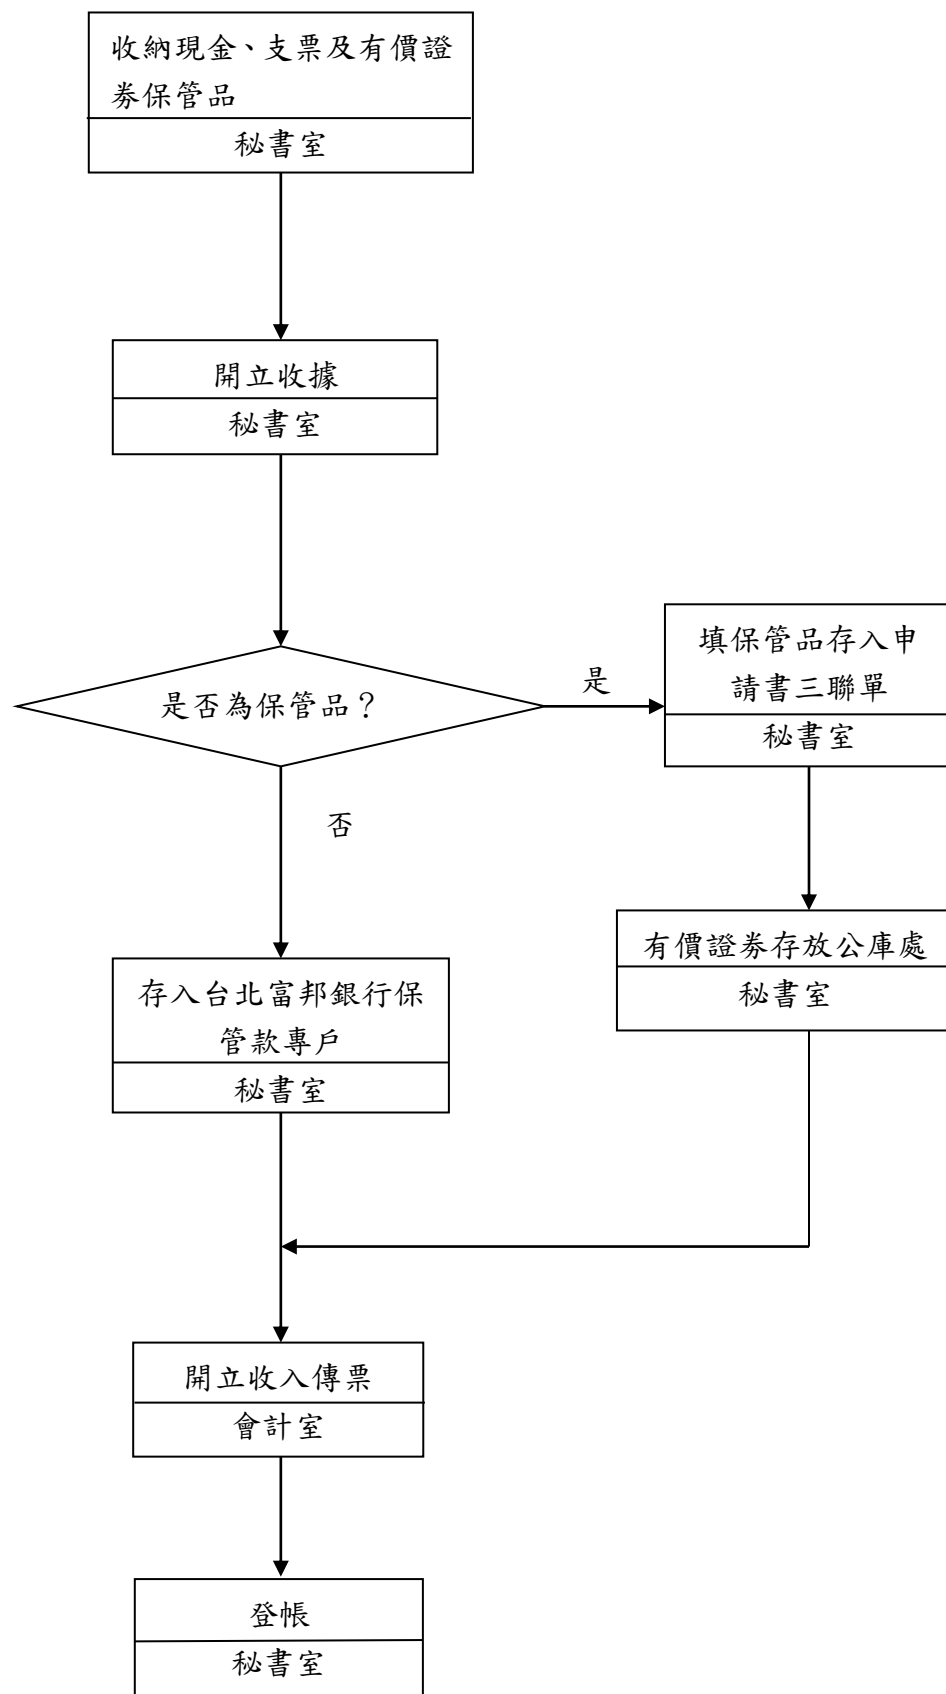 收納現金、支票及有價證
券保管品
秘書室
開立收據
秘書室
是否為保管品？
是
填保管品存入申
請書三聯單
秘書室
否
有價證券存放公庫處
秘書室
存入台北富邦銀行保
管款專戶
秘書室
開立收入傳票
會計室
登帳
秘書室